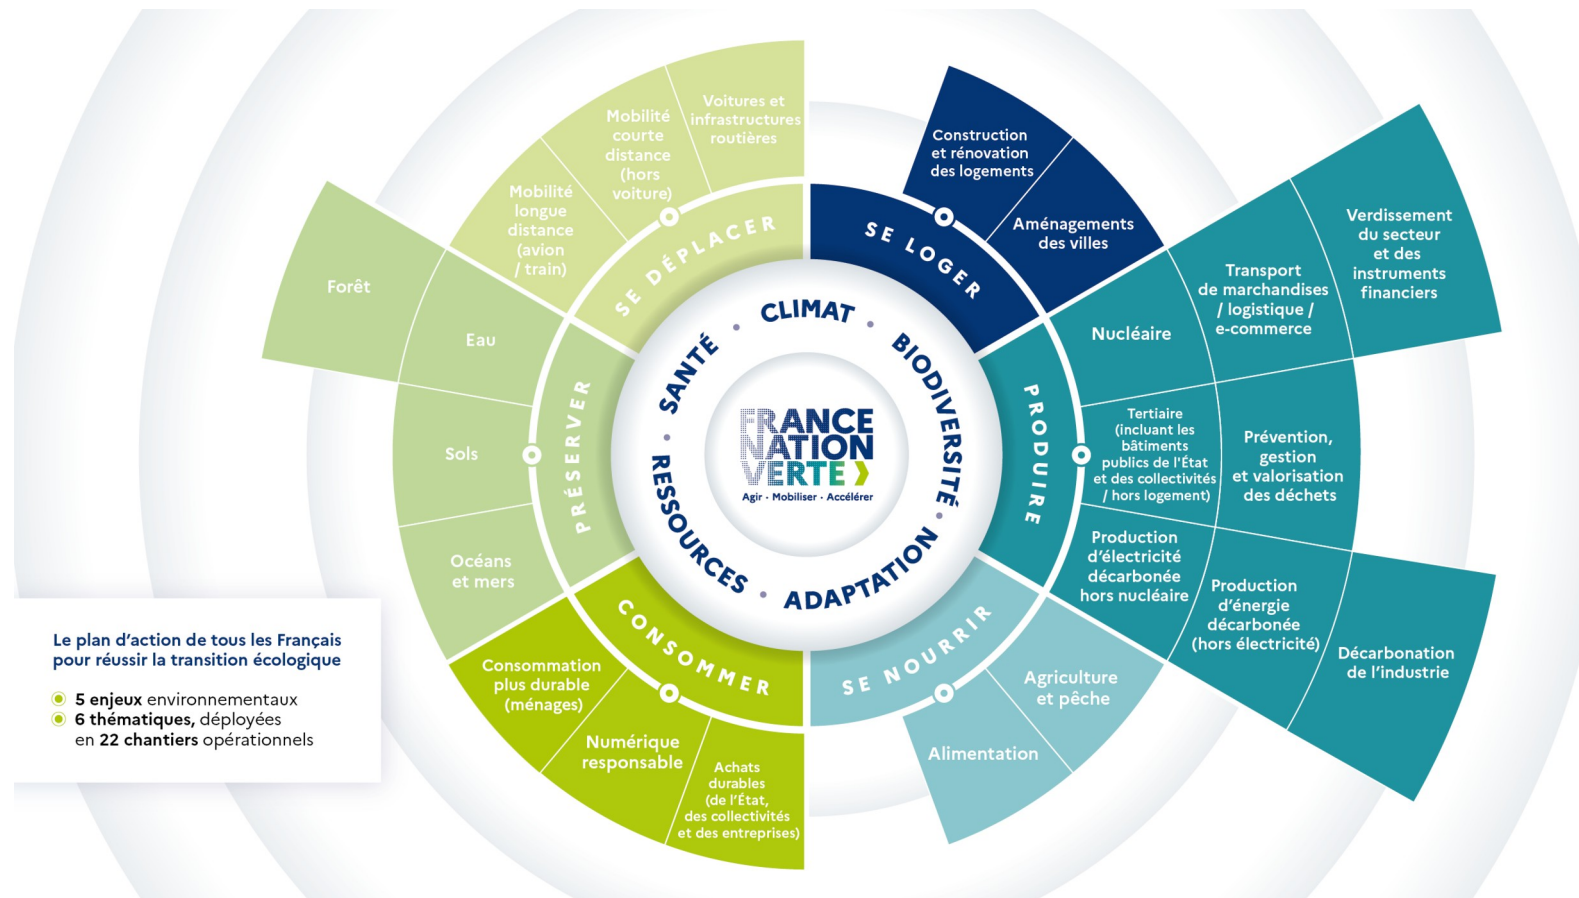 Voitures et
infrastructures
routières
Mobilité
courte
distance
(hors
voiture)
Mobilité
longue
distance
(avion
/ train)
SE DÉPLACER
Construction
et rénovation
des logements
Aménagements
des villes
SE LOGER
Nucléaire
Transport
de marchandises
/ logistique /
e-commerce
Verdissement
du secteur
et des
instruments
financiers
Tertiaire
(incluant les
bâtiments
publics de l'État
et des collectivités
/ hors logement)
Prévention,
gestion
et valorisation
des déchets
Production
d'électricité
décarbonée
hors nucléaire
Production
d'énergie
décarbonée
(hors électricité)
Décarbonation
de l'industrie
PRODUIRE
Agriculture
et pêche
Alimentation
SE NOURRIR
Achats
durables
(de l'État,
des collectivités
et des entreprises)
Numérique
responsable
Consommation
plus durable
(ménages)
CONSOMMER
Océans
et mers
Sols
Eau
Forêt
PRÉSERVER
CLIMAT · BIODIVERSITÉ · ADAPTATION · RESSOURCES · SANTÉ ·
FRANCE
NATION
VERTE
Agir · Mobiliser · Accélérer
Le plan d'action de tous les Français
pour réussir la transition écologique
5 enjeux environnementaux
6 thématiques, déployées
en 22 chantiers opérationnels